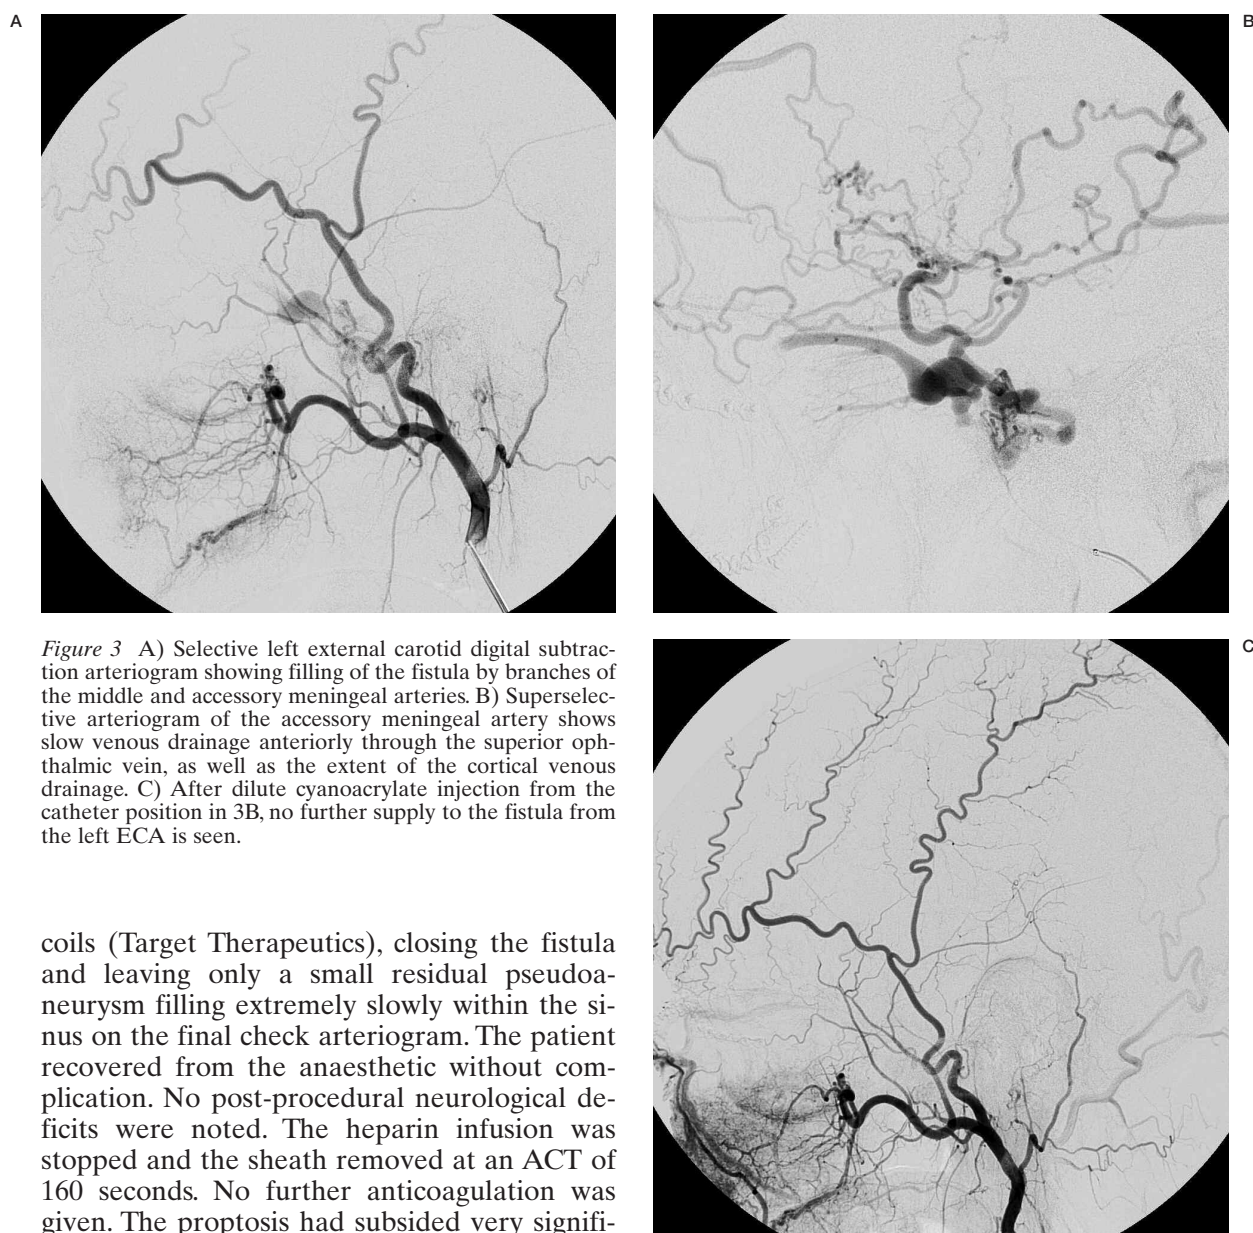 A
B
Figure 3 A) Selective left external carotid digital subtrac-
tion arteriogram showing filling of the fistula by branches of
the middle and accessory meningeal arteries. B) Superselec-
tive arteriogram of the accessory meningeal artery shows
slow venous drainage anteriorly through the superior oph-
thalmic vein, as well as the extent of the cortical venous
drainage. C) After dilute cyanoacrylate injection from the
catheter position in 3B, no further supply to the fistula from
the left ECA is seen.
C
coils (Target Therapeutics), closing the fistula
and leaving only a small residual pseudoa-
neurysm filling extremely slowly within the si-
nus on the final check arteriogram. The patient
recovered from the anaesthetic without com-
plication. No post-procedural neurological de-
ficits were noted. The heparin infusion was
stopped and the sheath removed at an ACT of
160 seconds. No further anticoagulation was
given. The proptosis had subsided very signifi-